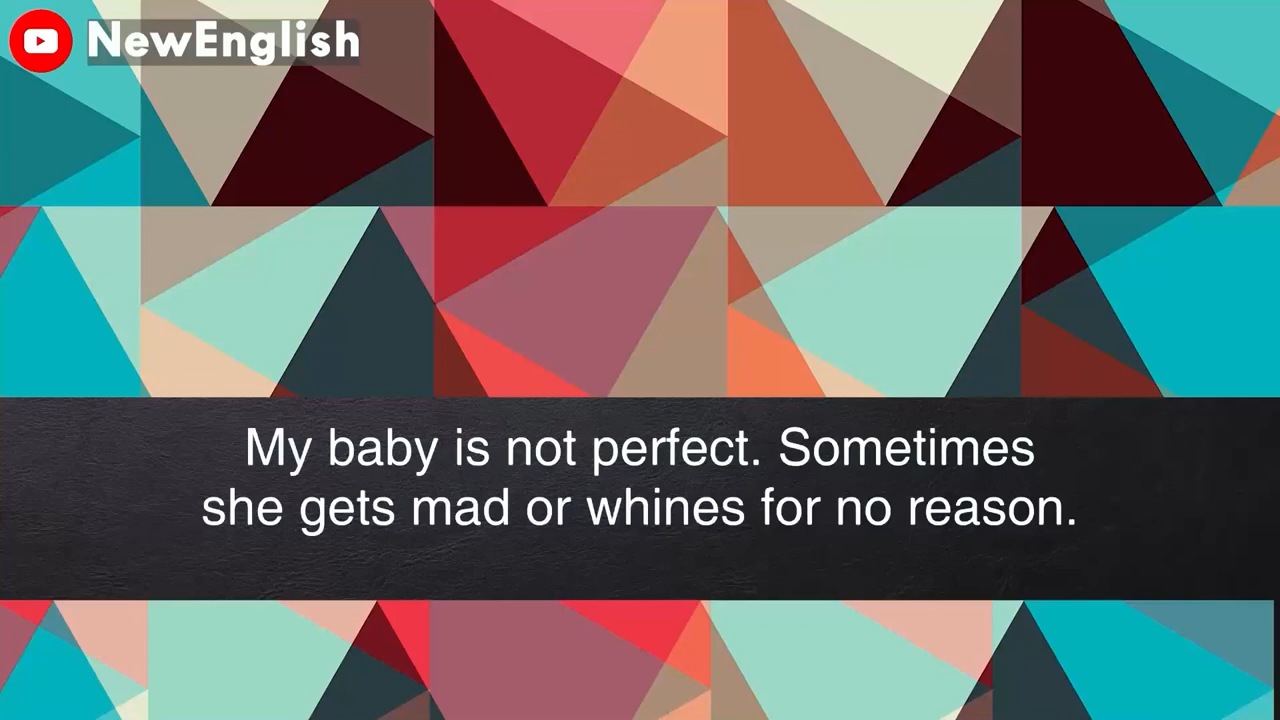 NewEnglish
My baby is not perfect. Sometimes
she gets mad or whines for no reason.